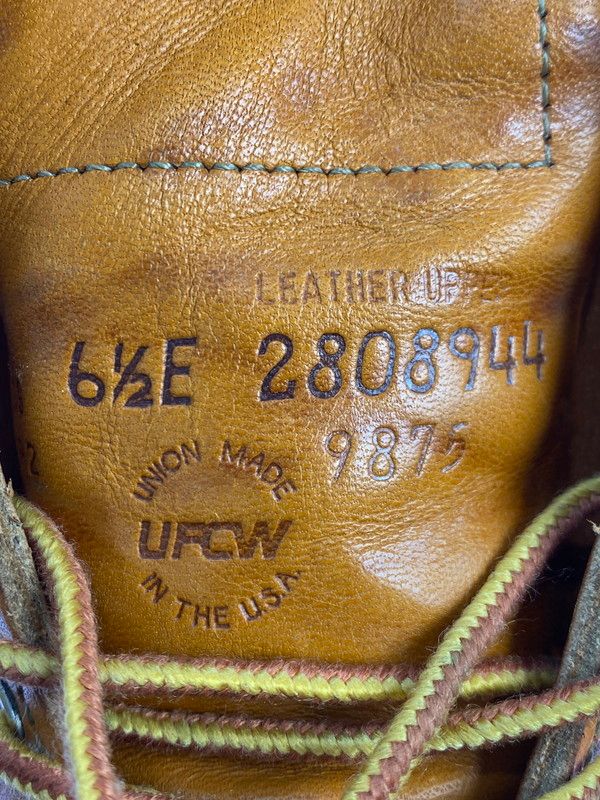 LEATHER UPPE
6½E 2808944
9875
UNION MADE
UFCW
IN THE U.S.A.